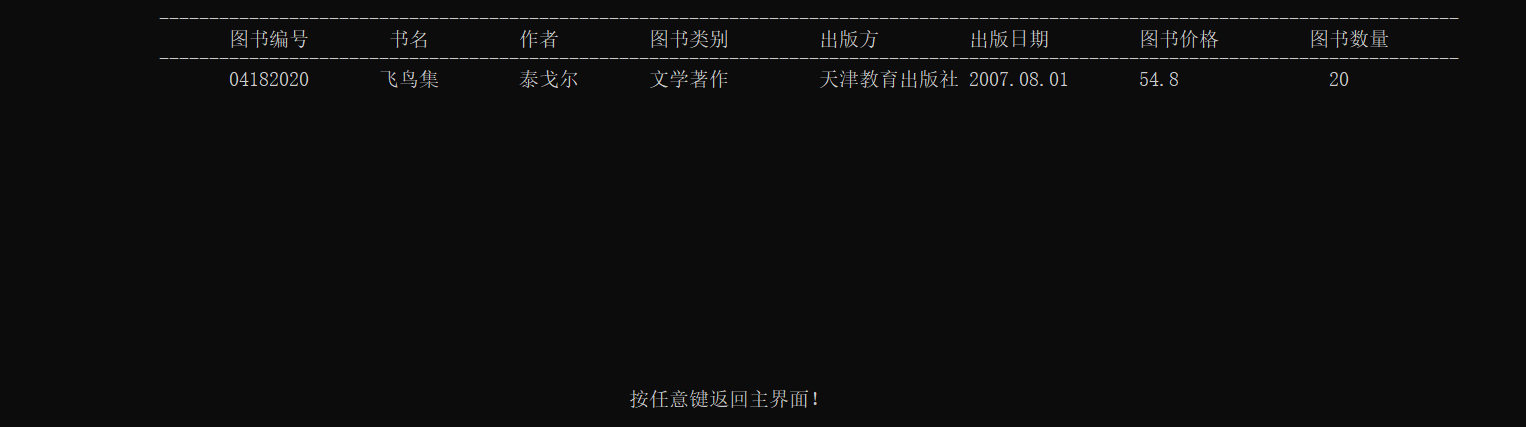 图书编号 书名 作者 图书类别 出版方 出版日期 图书价格 图书数量
04182020 飞鸟集 泰戈尔 文学著作 天津教育出版社 2007.08.01 54.8 20
按任意键返回主界面!